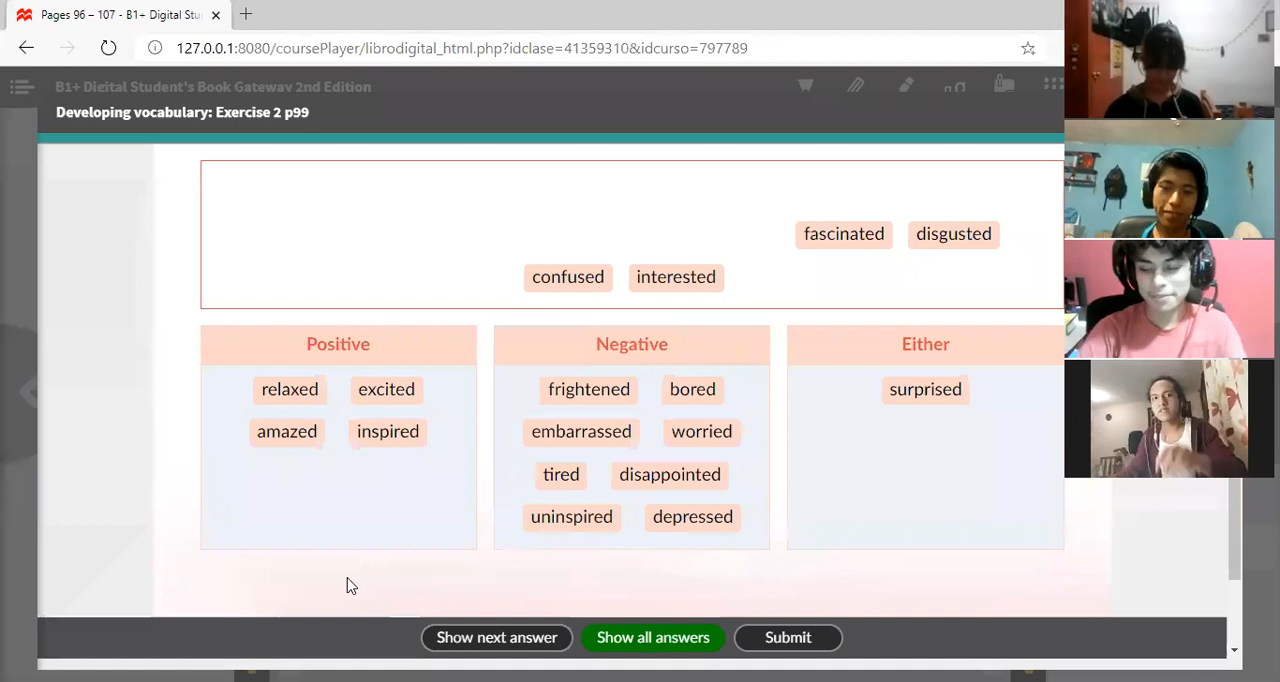 Pages 96 – 107 - B1+ Digital Stu
127.0.0.1:8080/coursePlayer/librodigital_html.php?idclase=41359310&idcurso=797789
B1+ Digital Student's Book Gateway 2nd Edition
Developing vocabulary: Exercise 2 p99
fascinated disgusted
confused interested
Positive Negative Either
relaxed excited frightened bored surprised
amazed inspired embarrassed worried
tired disappointed
uninspired depressed
Show next answer Show all answers Submit